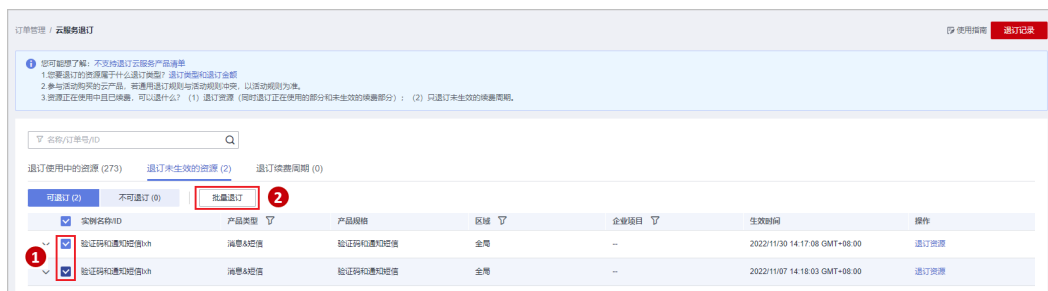 订单管理 / 云服务退订
使用指南 退订记录
您可能想了解：不支持退订云服务产品清单
1.您要退订的资源属于什么退订类型？退订类型和退订金额
2.参与活动购买的云产品，若通用退订规则与活动规则冲突，以活动规则为准。
3.资源正在使用中且已续费，可以退什么？（1）退订资源（同时退订正在使用的部分和未生效的续费部分）；（2）只退订未生效的续费周期。
名称/订单号/ID
退订使用中的资源 (273) 退订未生效的资源 (2) 退订续费周期 (0)
可退订 (2) 不可退订 (0) 批量退订 2
实例名称/ID 产品类型 产品规格 区域 企业项目 生效时间 操作
验证码和通知短信lxh 消息&短信 验证码和通知短信 全局 -- 2022/11/30 14:17:08 GMT+08:00 退订资源
1
验证码和通知短信lxh 消息&短信 验证码和通知短信 全局 -- 2022/11/07 14:18:03 GMT+08:00 退订资源